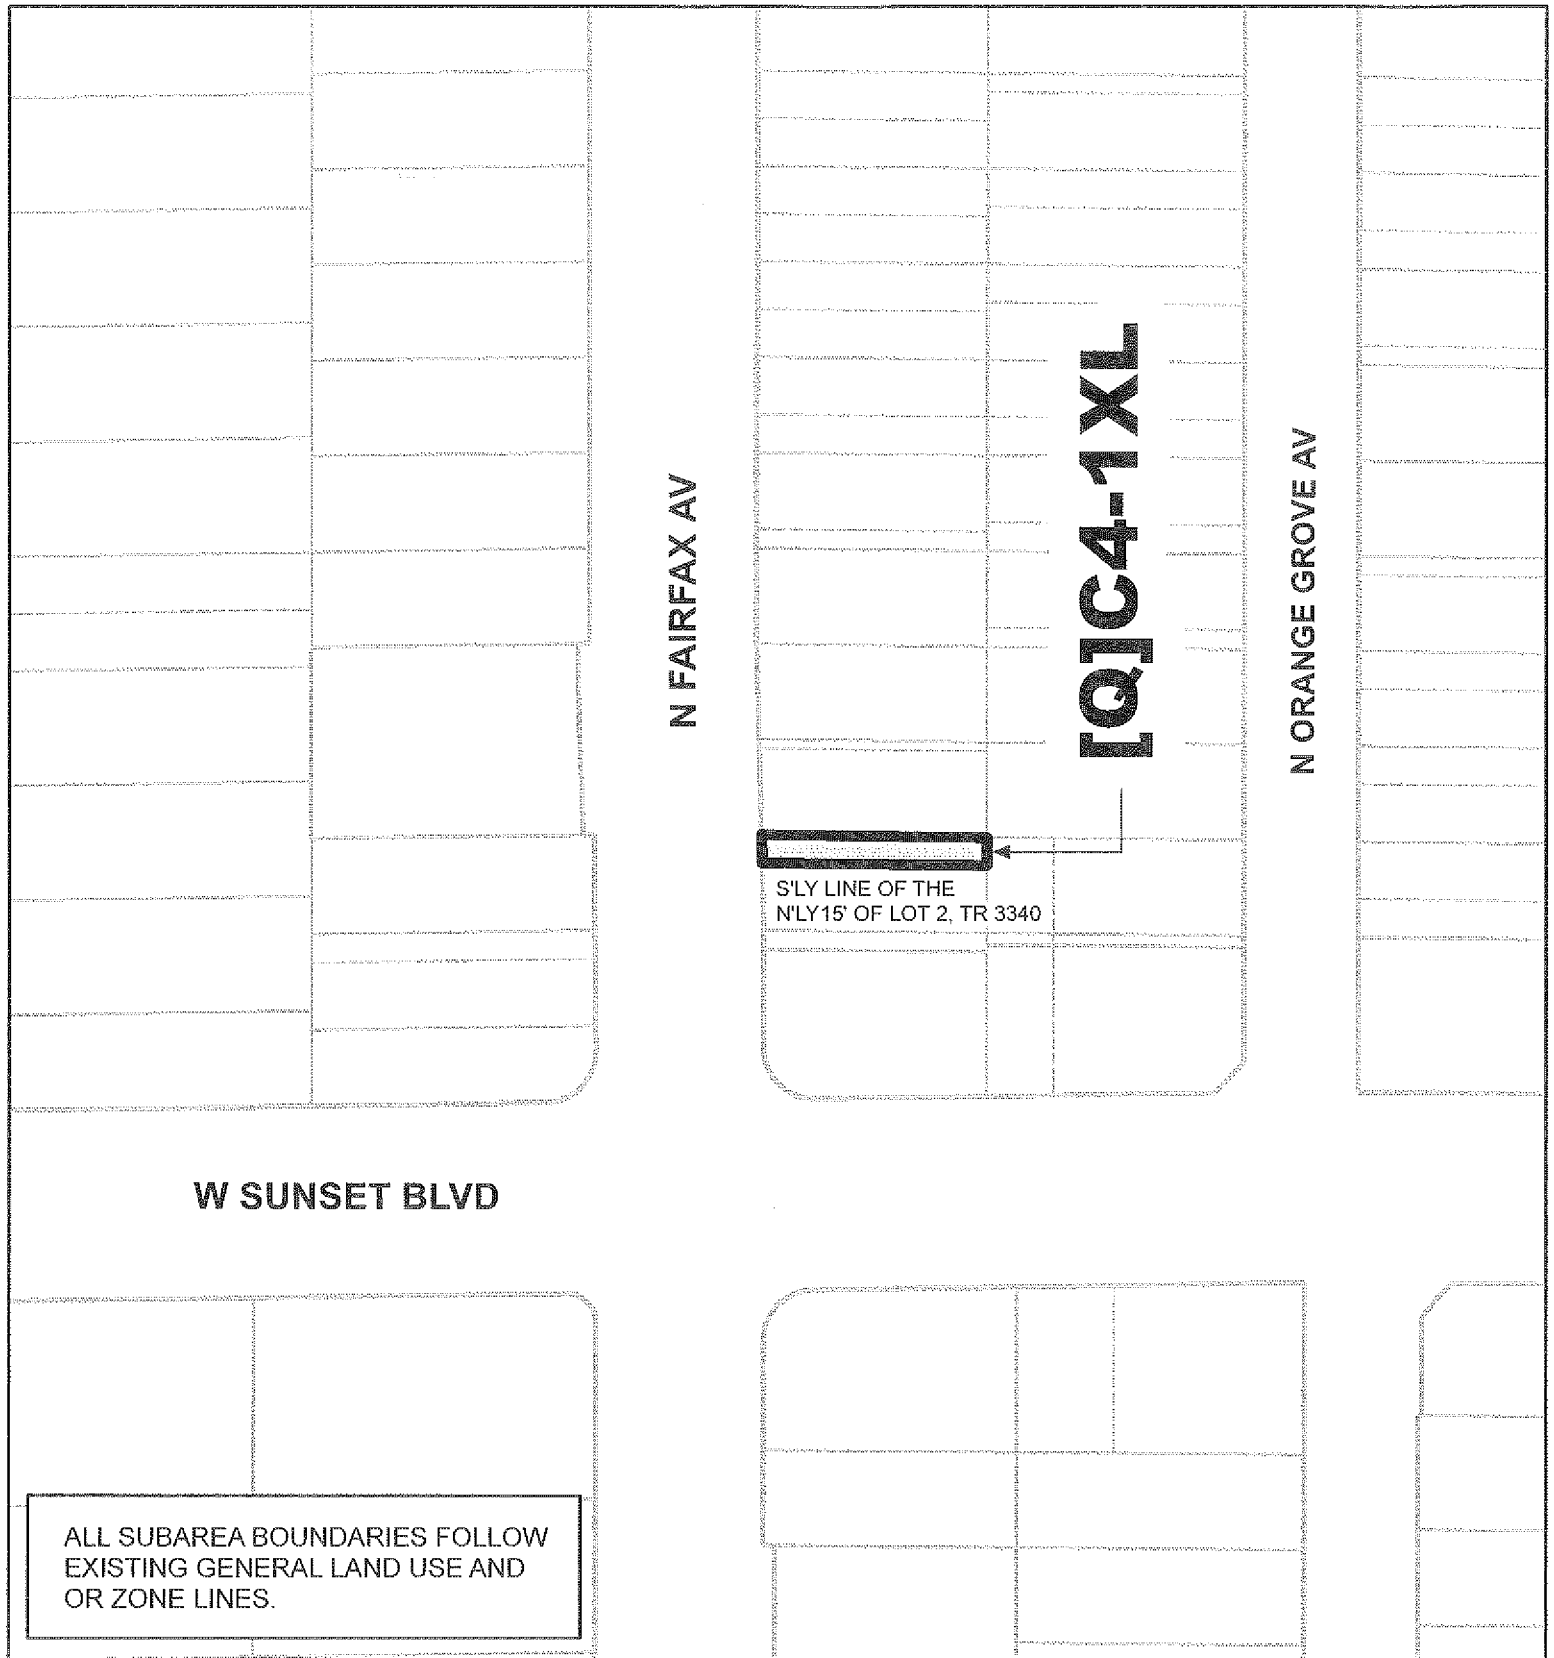 N FAIRFAX AV
[Q]C4-1XL
N ORANGE GROVE AV
S'LY LINE OF THE
N'LY15' OF LOT 2, TR 3340
W SUNSET BLVD
ALL SUBAREA BOUNDARIES FOLLOW
EXISTING GENERAL LAND USE AND
OR ZONE LINES.